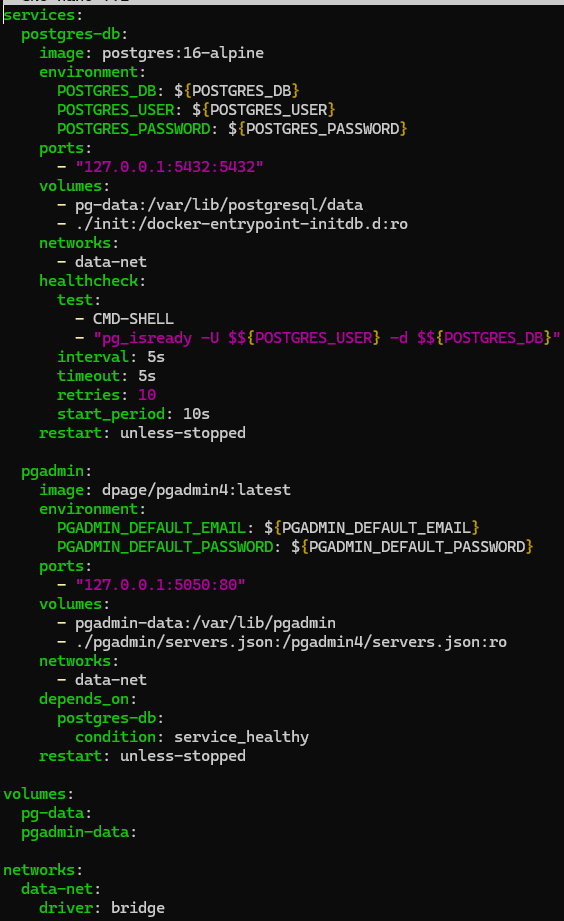 services:
  postgres-db:
    image: postgres:16-alpine
    environment:
      POSTGRES_DB: ${POSTGRES_DB}
      POSTGRES_USER: ${POSTGRES_USER}
      POSTGRES_PASSWORD: ${POSTGRES_PASSWORD}
    ports:
      - "127.0.0.1:5432:5432"
    volumes:
      - pg-data:/var/lib/postgresql/data
      - ./init:/docker-entrypoint-initdb.d:ro
    networks:
      - data-net
    healthcheck:
      test:
        - CMD-SHELL
        - "pg_isready -U $${POSTGRES_USER} -d $${POSTGRES_DB}"
      interval: 5s
      timeout: 5s
      retries: 10
      start_period: 10s
    restart: unless-stopped

  pgadmin:
    image: dpage/pgadmin4:latest
    environment:
      PGADMIN_DEFAULT_EMAIL: ${PGADMIN_DEFAULT_EMAIL}
      PGADMIN_DEFAULT_PASSWORD: ${PGADMIN_DEFAULT_PASSWORD}
    ports:
      - "127.0.0.1:5050:80"
    volumes:
      - pgadmin-data:/var/lib/pgadmin
      - ./pgadmin/servers.json:/pgadmin4/servers.json:ro
    networks:
      - data-net
    depends_on:
      postgres-db:
        condition: service_healthy
    restart: unless-stopped

volumes:
  pg-data:
  pgadmin-data:

networks:
  data-net:
    driver: bridge